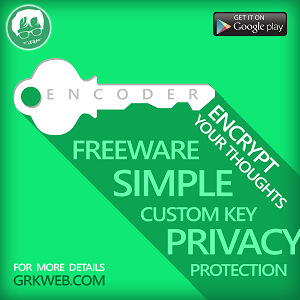 GRK
GET IT ON
Google play
ENCODER
ENCRYPT
YOUR THOUGHTS
FREEWARE
SIMPLE
CUSTOM KEY
PRIVACY
PROTECTION
FOR MORE DETAILS
GRKWEB.COM